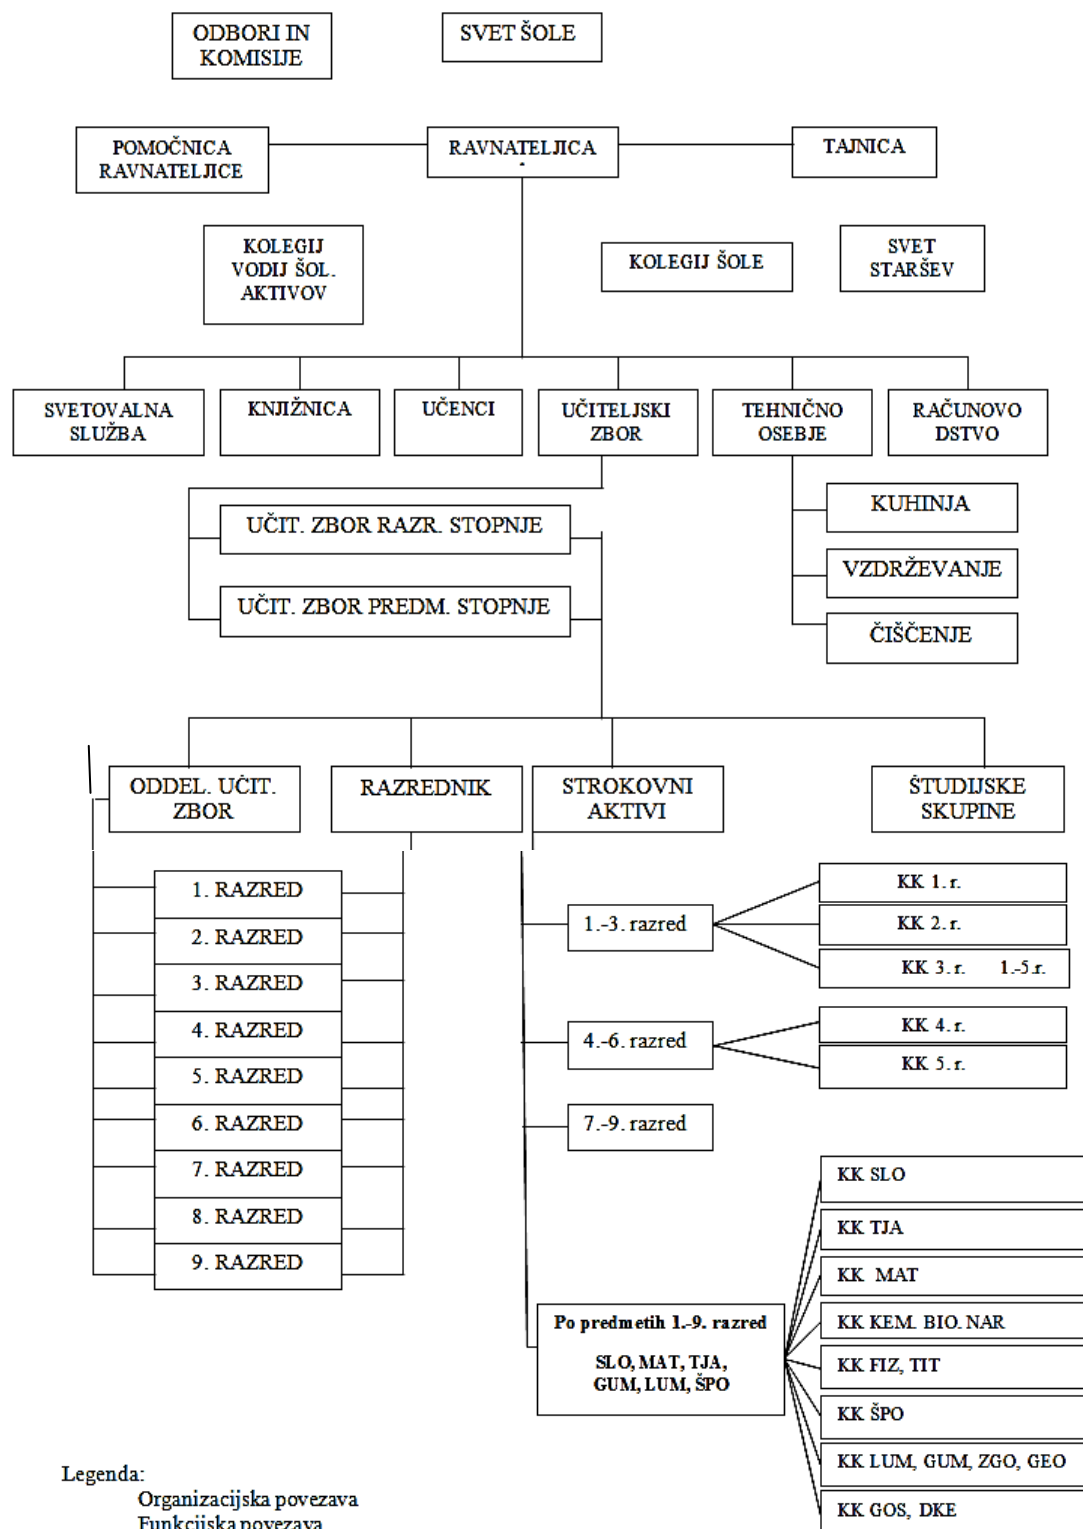 ODBORI IN
KOMISIJE
SVET ŠOLE
POMOČNICA
RAVNATELJICE
RAVNATELJICA
TAJNICA
KOLEGIJ
VODIJ ŠOL.
AKTIVOV
KOLEGIJ ŠOLE
SVET
STARŠEV
SVETOVALNA
SLUŽBA
KNJIŽNICA
UČENCI
UČITELJSKI
ZBOR
TEHNIČNO
OSEBJE
RAČUNOVO
DSTVO
UČIT. ZBOR RAZR. STOPNJE
UČIT. ZBOR PREDM. STOPNJE
KUHINJA
VZDRŽEVANJE
ČIŠČENJE
ODDEL. UČIT.
ZBOR
RAZREDNIK
STROKOVNI
AKTIVI
ŠTUDIJSKE
SKUPINE
1. RAZRED
2. RAZRED
3. RAZRED
4. RAZRED
5. RAZRED
6. RAZRED
7. RAZRED
8. RAZRED
9. RAZRED
1.-3. razred
4.-6. razred
7.-9. razred
Po predmetih 1.-9. razred
SLO, MAT, TJA,
GUM, LUM, ŠPO
KK 1. r.
KK 2. r.
KK 3. r. 1.-5.r.
KK 4. r.
KK 5. r.
KK SLO
KK TJA
KK MAT
KK KEM. BIO. NAR
KK FIZ, TIT
KK ŠPO
KK LUM, GUM, ZGO, GEO
KK GOS, DKE
Legenda:
Organizacijska povezava
Funkcijska povezava